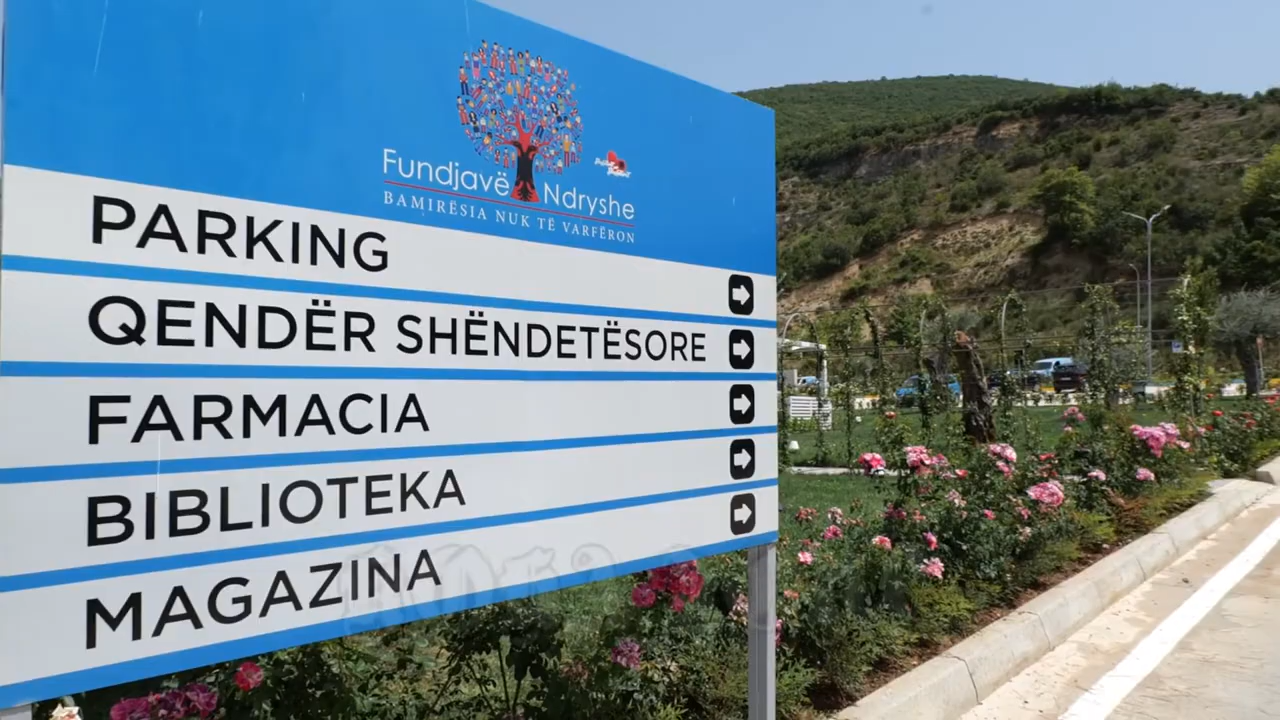 Fundjavë Ndryshe
BAMIRËSIA NUK TË VARFËRON
PARKING
QENDËR SHËNDETËSORE
FARMACIA
BIBLIOTEKA
MAGAZINA